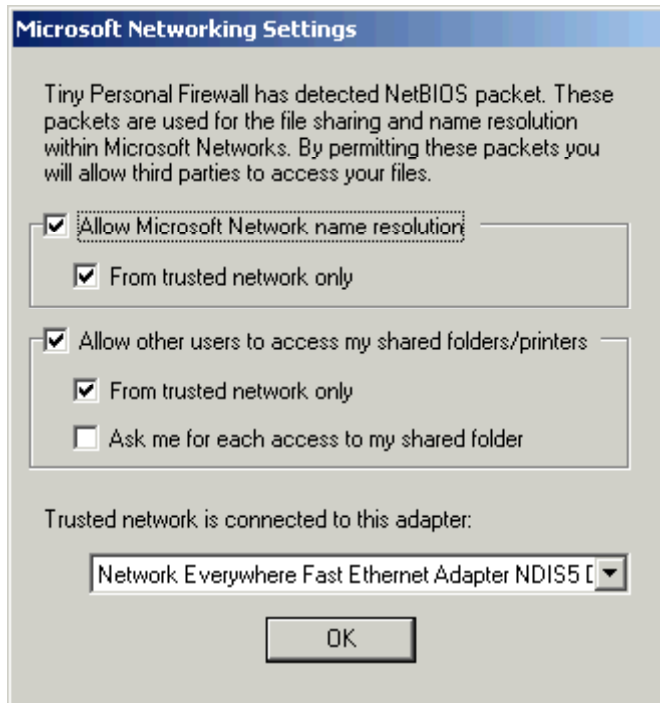 Microsoft Networking Settings
Tiny Personal Firewall has detected NetBIOS packet. These
packets are used for the file sharing and name resolution
within Microsoft Networks. By permitting these packets you
will allow third parties to access your files.
Allow Microsoft Network name resolution
From trusted network only
Allow other users to access my shared folders/printers
From trusted network only
Ask me for each access to my shared folder
Trusted network is connected to this adapter:
Network Everywhere Fast Ethernet Adapter NDIS5
OK